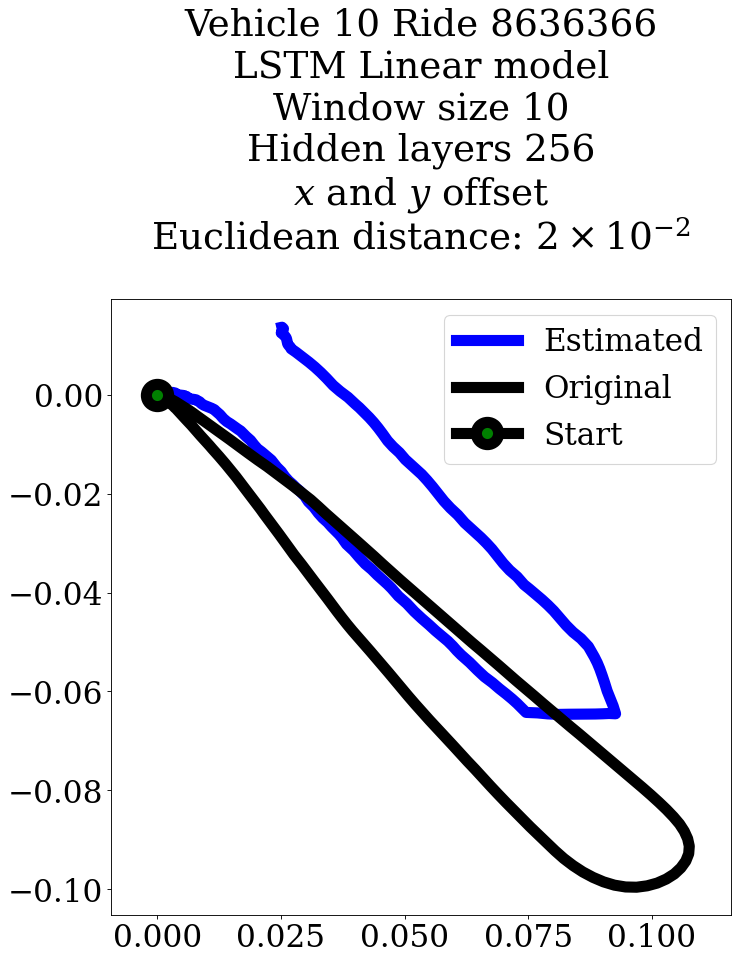 Vehicle 10 Ride 8636366
LSTM Linear model
Window size 10
Hidden layers 256
x and y offset
Euclidean distance: 2 × 10⁻²
Estimated
Original
Start
0.00
−0.02
−0.04
−0.06
−0.08
−0.10
0.000 0.025 0.050 0.075 0.100